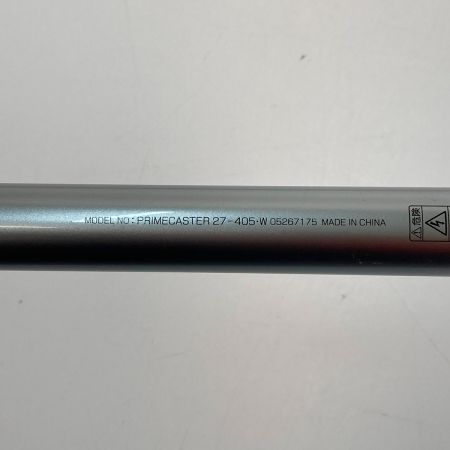 MODEL NO : PRIMECASTER 27-405·W 05267175 MADE IN CHINA
危険